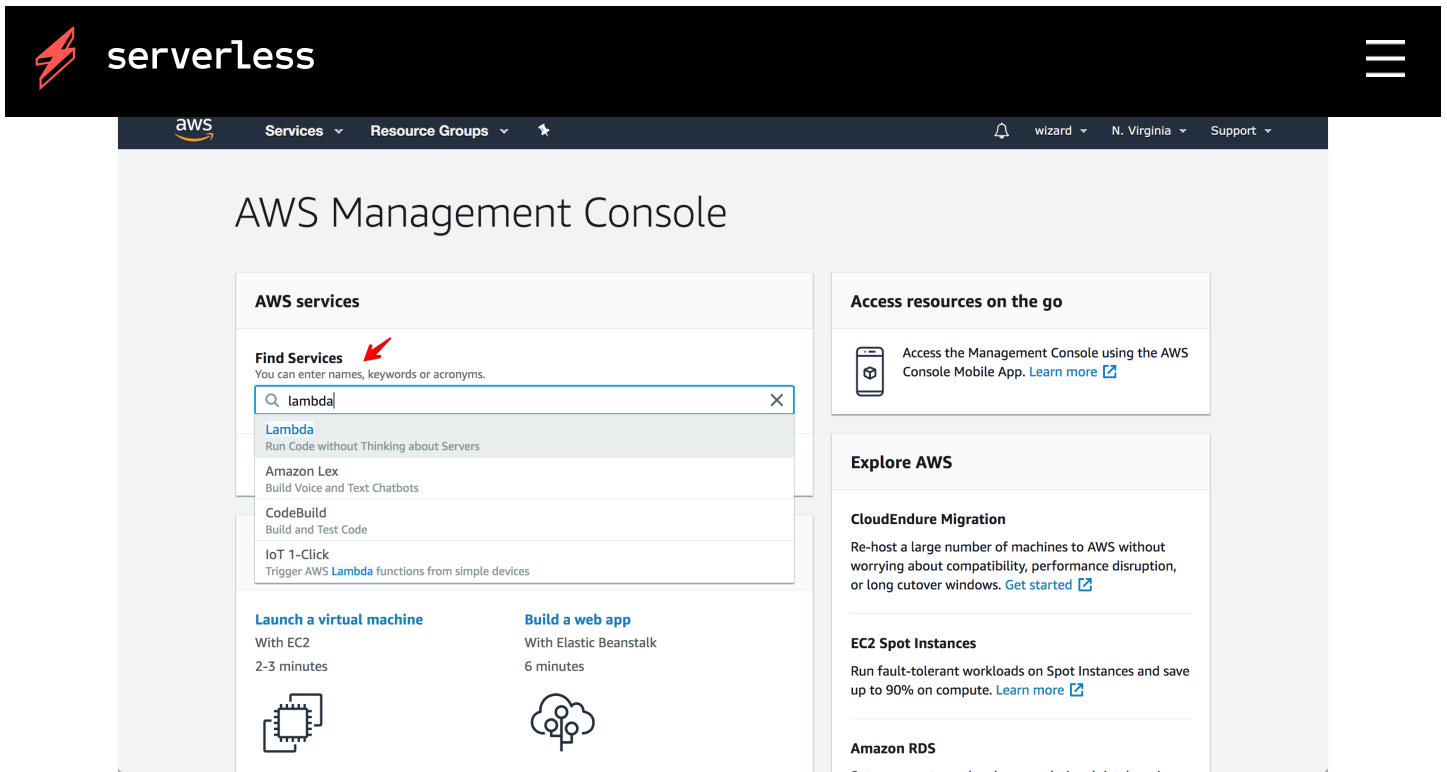 serverless
aws Services Resource Groups wizard N. Virginia Support
AWS Management Console
AWS services
Find Services
You can enter names, keywords or acronyms.
lambda
Lambda
Run Code without Thinking about Servers
Amazon Lex
Build Voice and Text Chatbots
CodeBuild
Build and Test Code
IoT 1-Click
Trigger AWS Lambda functions from simple devices
Launch a virtual machine
With EC2
2-3 minutes
Build a web app
With Elastic Beanstalk
6 minutes
Access resources on the go
Access the Management Console using the AWS
Console Mobile App. Learn more
Explore AWS
CloudEndure Migration
Re-host a large number of machines to AWS without
worrying about compatibility, performance disruption,
or long cutover windows. Get started
EC2 Spot Instances
Run fault-tolerant workloads on Spot Instances and save
up to 90% on compute. Learn more
Amazon RDS